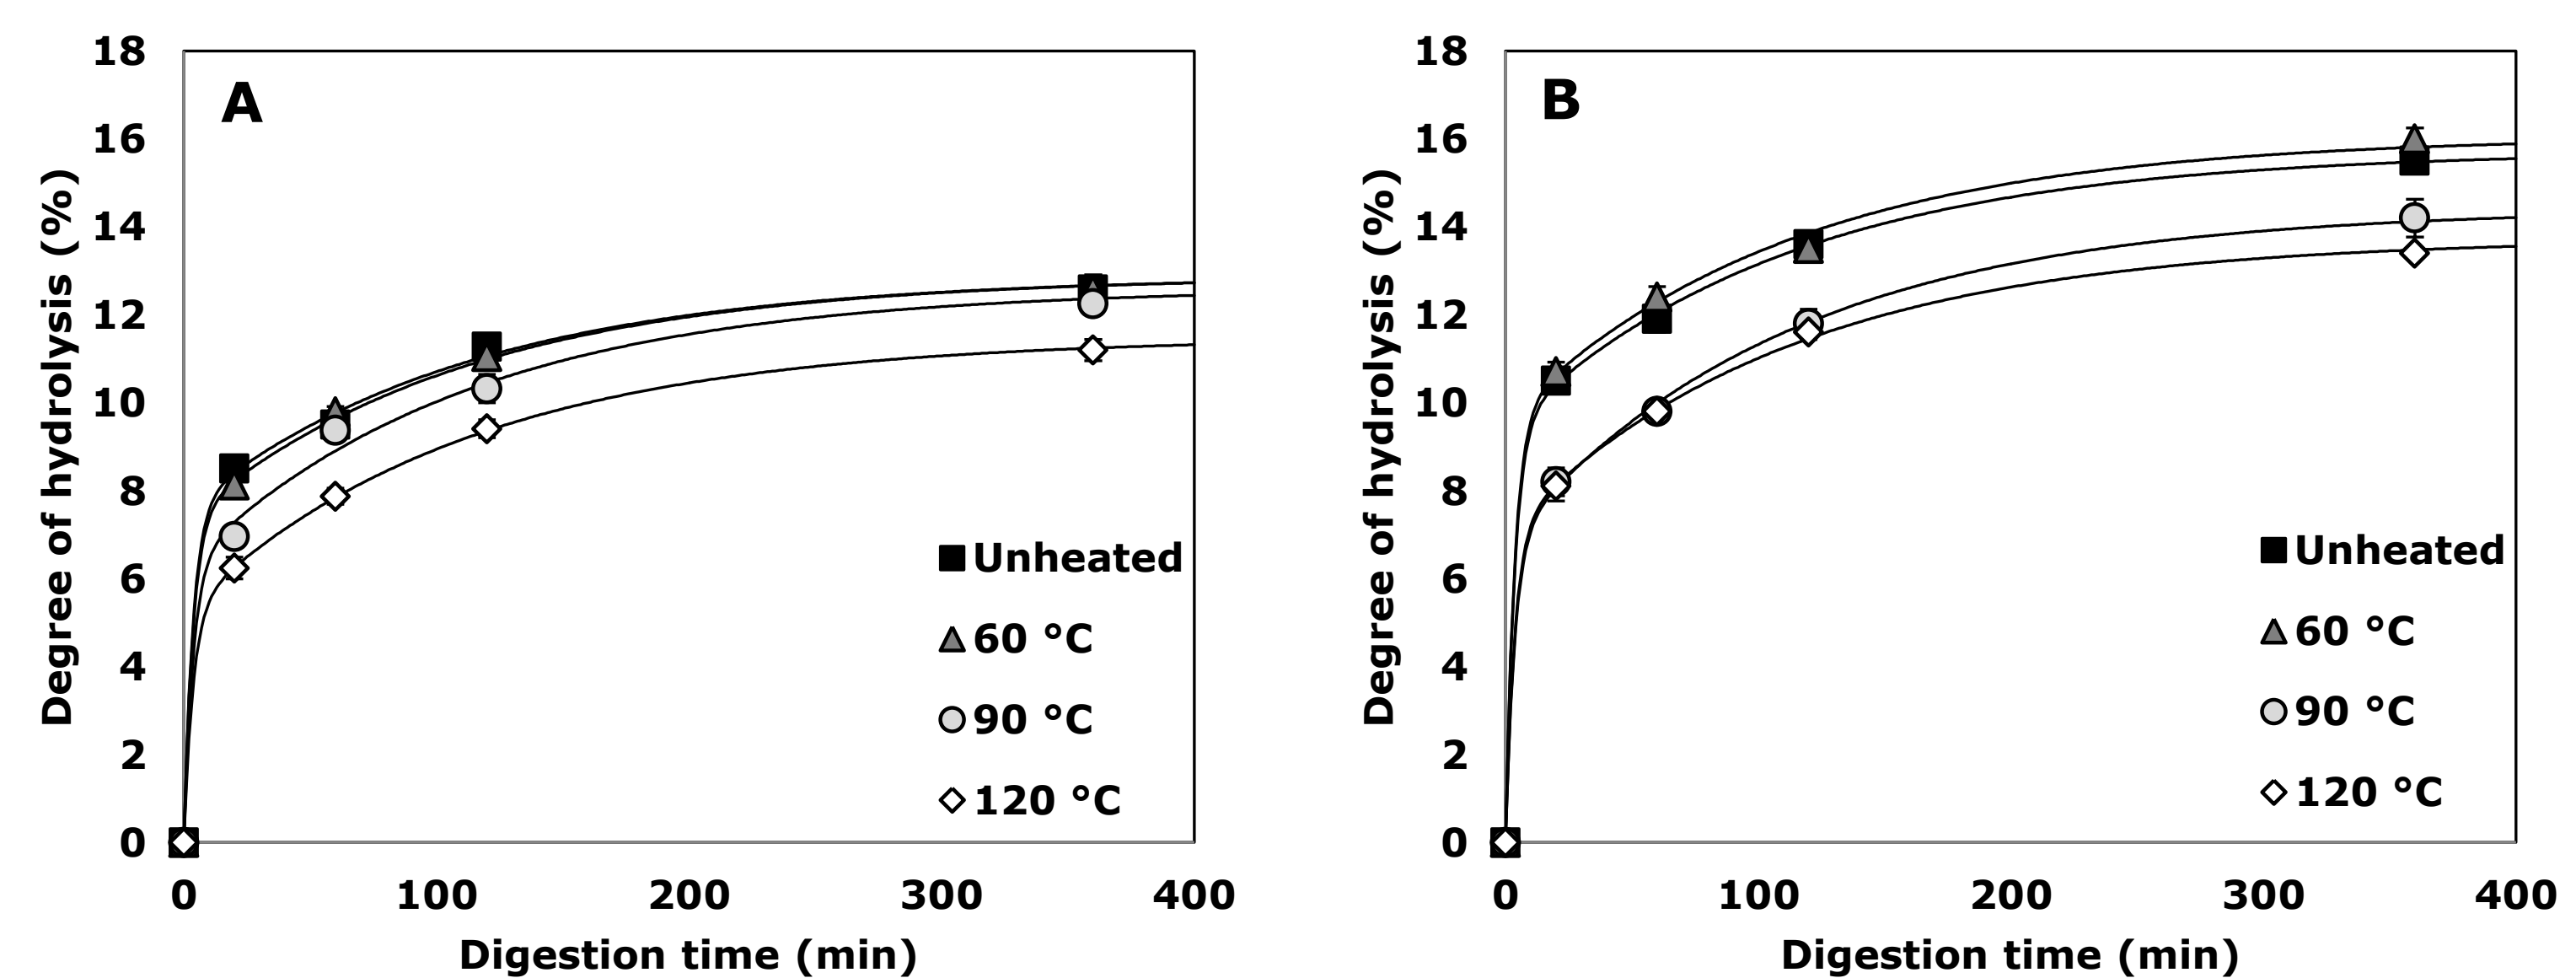 A
Degree of hydrolysis (%)
18
16
14
12
10
8
6
4
2
0
0 100 200 300 400
Digestion time (min)
Unheated
60 °C
90 °C
120 °C
B
Degree of hydrolysis (%)
18
16
14
12
10
8
6
4
2
0
0 100 200 300 400
Digestion time (min)
Unheated
60 °C
90 °C
120 °C